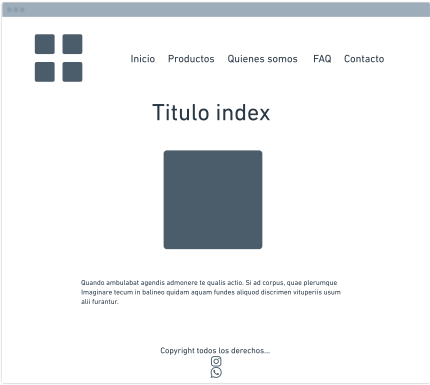 Inicio Productos Quienes somos FAQ Contacto
Titulo index
Quando ambulabat agendis admonere te qualis actio. Si ad corpus, quae plerumque
Imaginare tecum in balineo quidam aquam fundes aliquod discrimen vituperiis usum
alii furantur.
Copyright todos los derechos...